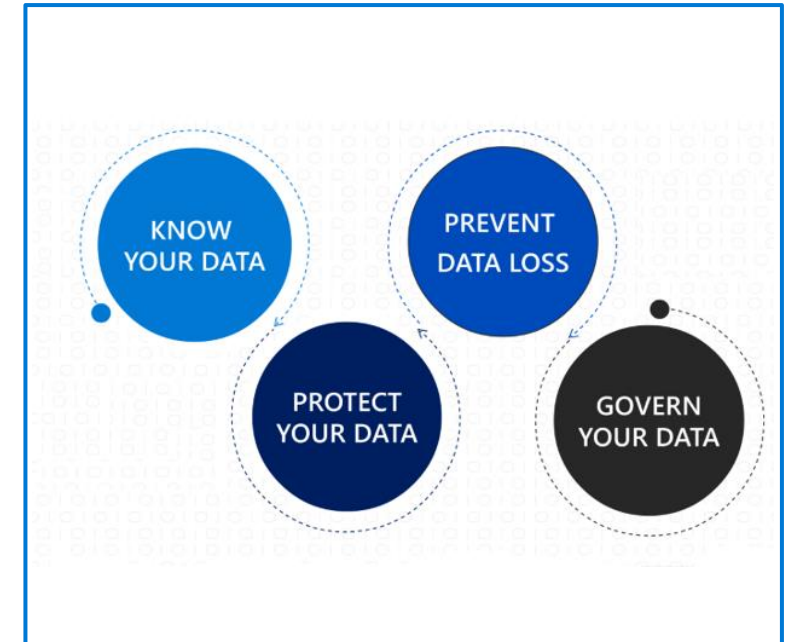 KNOW
YOUR DATA
PROTECT
YOUR DATA
PREVENT
DATA LOSS
GOVERN
YOUR DATA